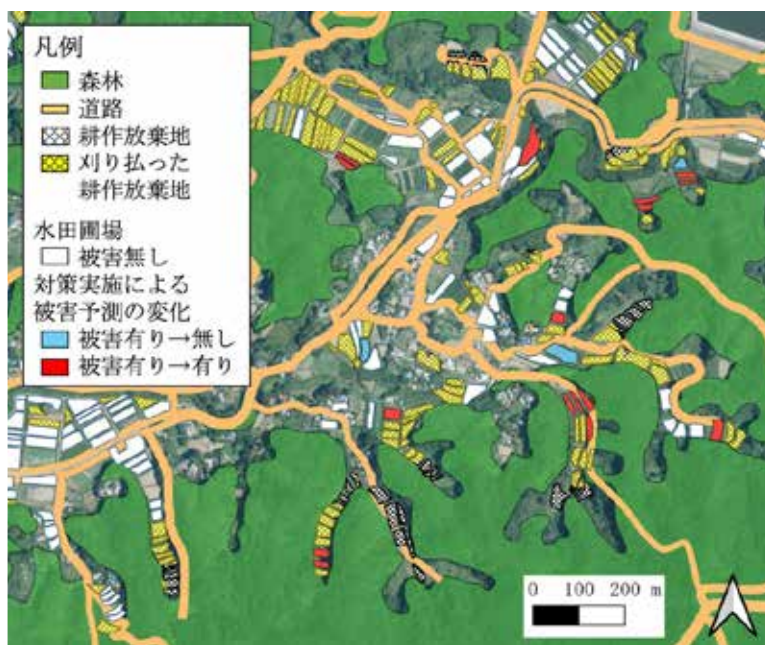 凡例
森林
道路
耕作放棄地
刈り払った
耕作放棄地
水田圃場
被害無し
対策実施による
被害予測の変化
被害有り→無し
被害有り→有り
0 100 200 m